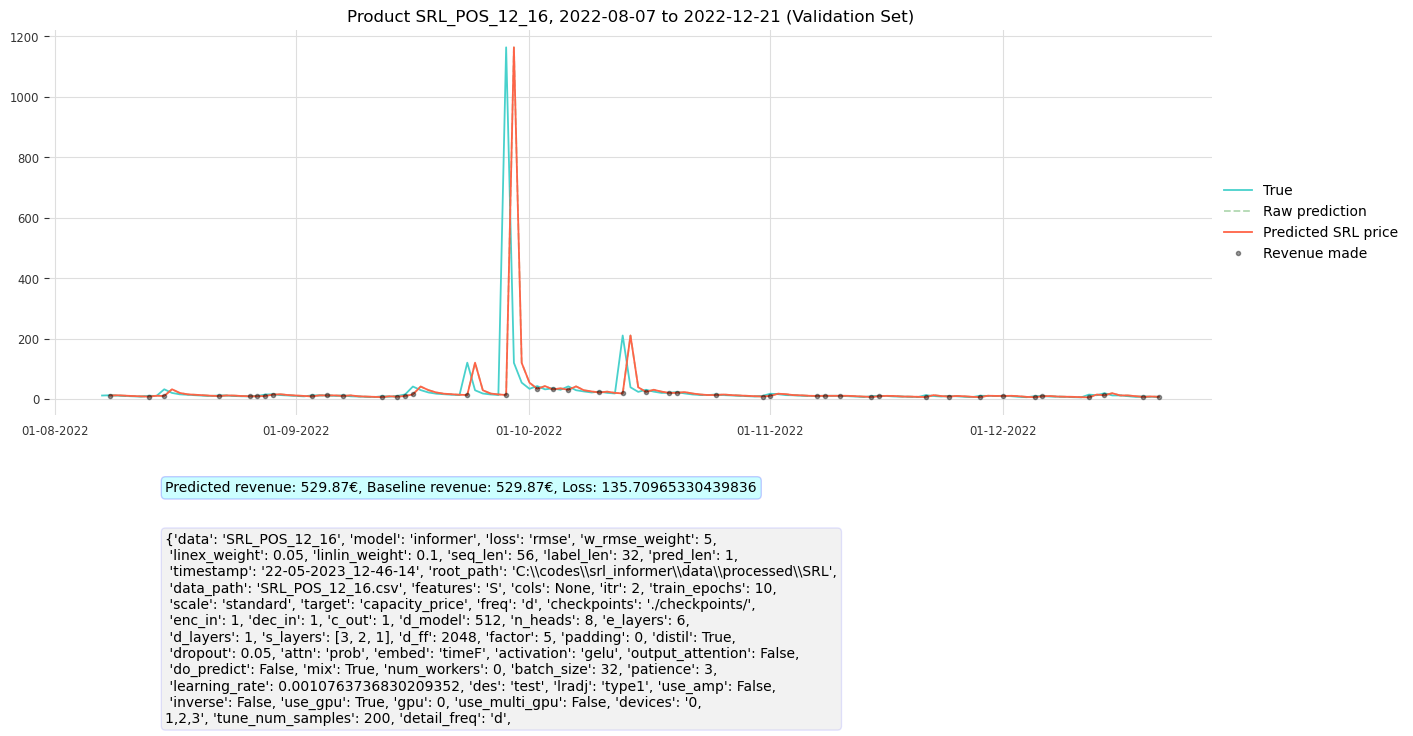 Product SRL_POS_12_16, 2022-08-07 to 2022-12-21 (Validation Set)
1200
1000
800
600
400
200
0
01-08-2022
01-09-2022
01-10-2022
01-11-2022
01-12-2022
True
Raw prediction
Predicted SRL price
Revenue made
Predicted revenue: 529.87€, Baseline revenue: 529.87€, Loss: 135.70965330439836
{'data': 'SRL_POS_12_16', 'model': 'informer', 'loss': 'rmse', 'w_rmse_weight': 5,
'linex_weight': 0.05, 'linlin_weight': 0.1, 'seq_len': 56, 'label_len': 32, 'pred_len': 1,
'timestamp': '22-05-2023_12-46-14', 'root_path': 'C:\\codes\\srl_informer\\data\\processed\\SRL',
'data_path': 'SRL_POS_12_16.csv', 'features': 'S', 'cols': None, 'itr': 2, 'train_epochs': 10,
'scale': 'standard', 'target': 'capacity_price', 'freq': 'd', 'checkpoints': './checkpoints/',
'enc_in': 1, 'dec_in': 1, 'c_out': 1, 'd_model': 512, 'n_heads': 8, 'e_layers': 6,
'd_layers': 1, 's_layers': [3, 2, 1], 'd_ff': 2048, 'factor': 5, 'padding': 0, 'distil': True,
'dropout': 0.05, 'attn': 'prob', 'embed': 'timeF', 'activation': 'gelu', 'output_attention': False,
'do_predict': False, 'mix': True, 'num_workers': 0, 'batch_size': 32, 'patience': 3,
'learning_rate': 0.0010763736830209352, 'des': 'test', 'lradj': 'type1', 'use_amp': False,
'inverse': False, 'use_gpu': True, 'gpu': 0, 'use_multi_gpu': False, 'devices': '0,
1,2,3', 'tune_num_samples': 200, 'detail_freq': 'd',